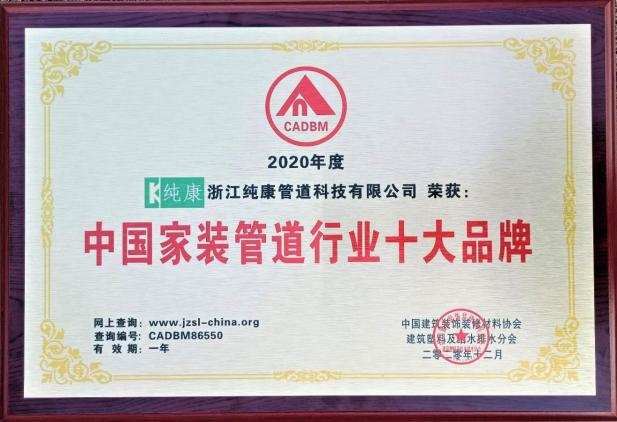 CADBM
2020年度
纯康 浙江纯康管道科技有限公司 荣获：
中国家装管道行业十大品牌
网上查询：www.jzsl-china.org
查询编号：CADBM86550
有 效 期：一年
中国建筑装饰装修材料协会
建筑塑料及给水排水分会
二〇二〇年十二月